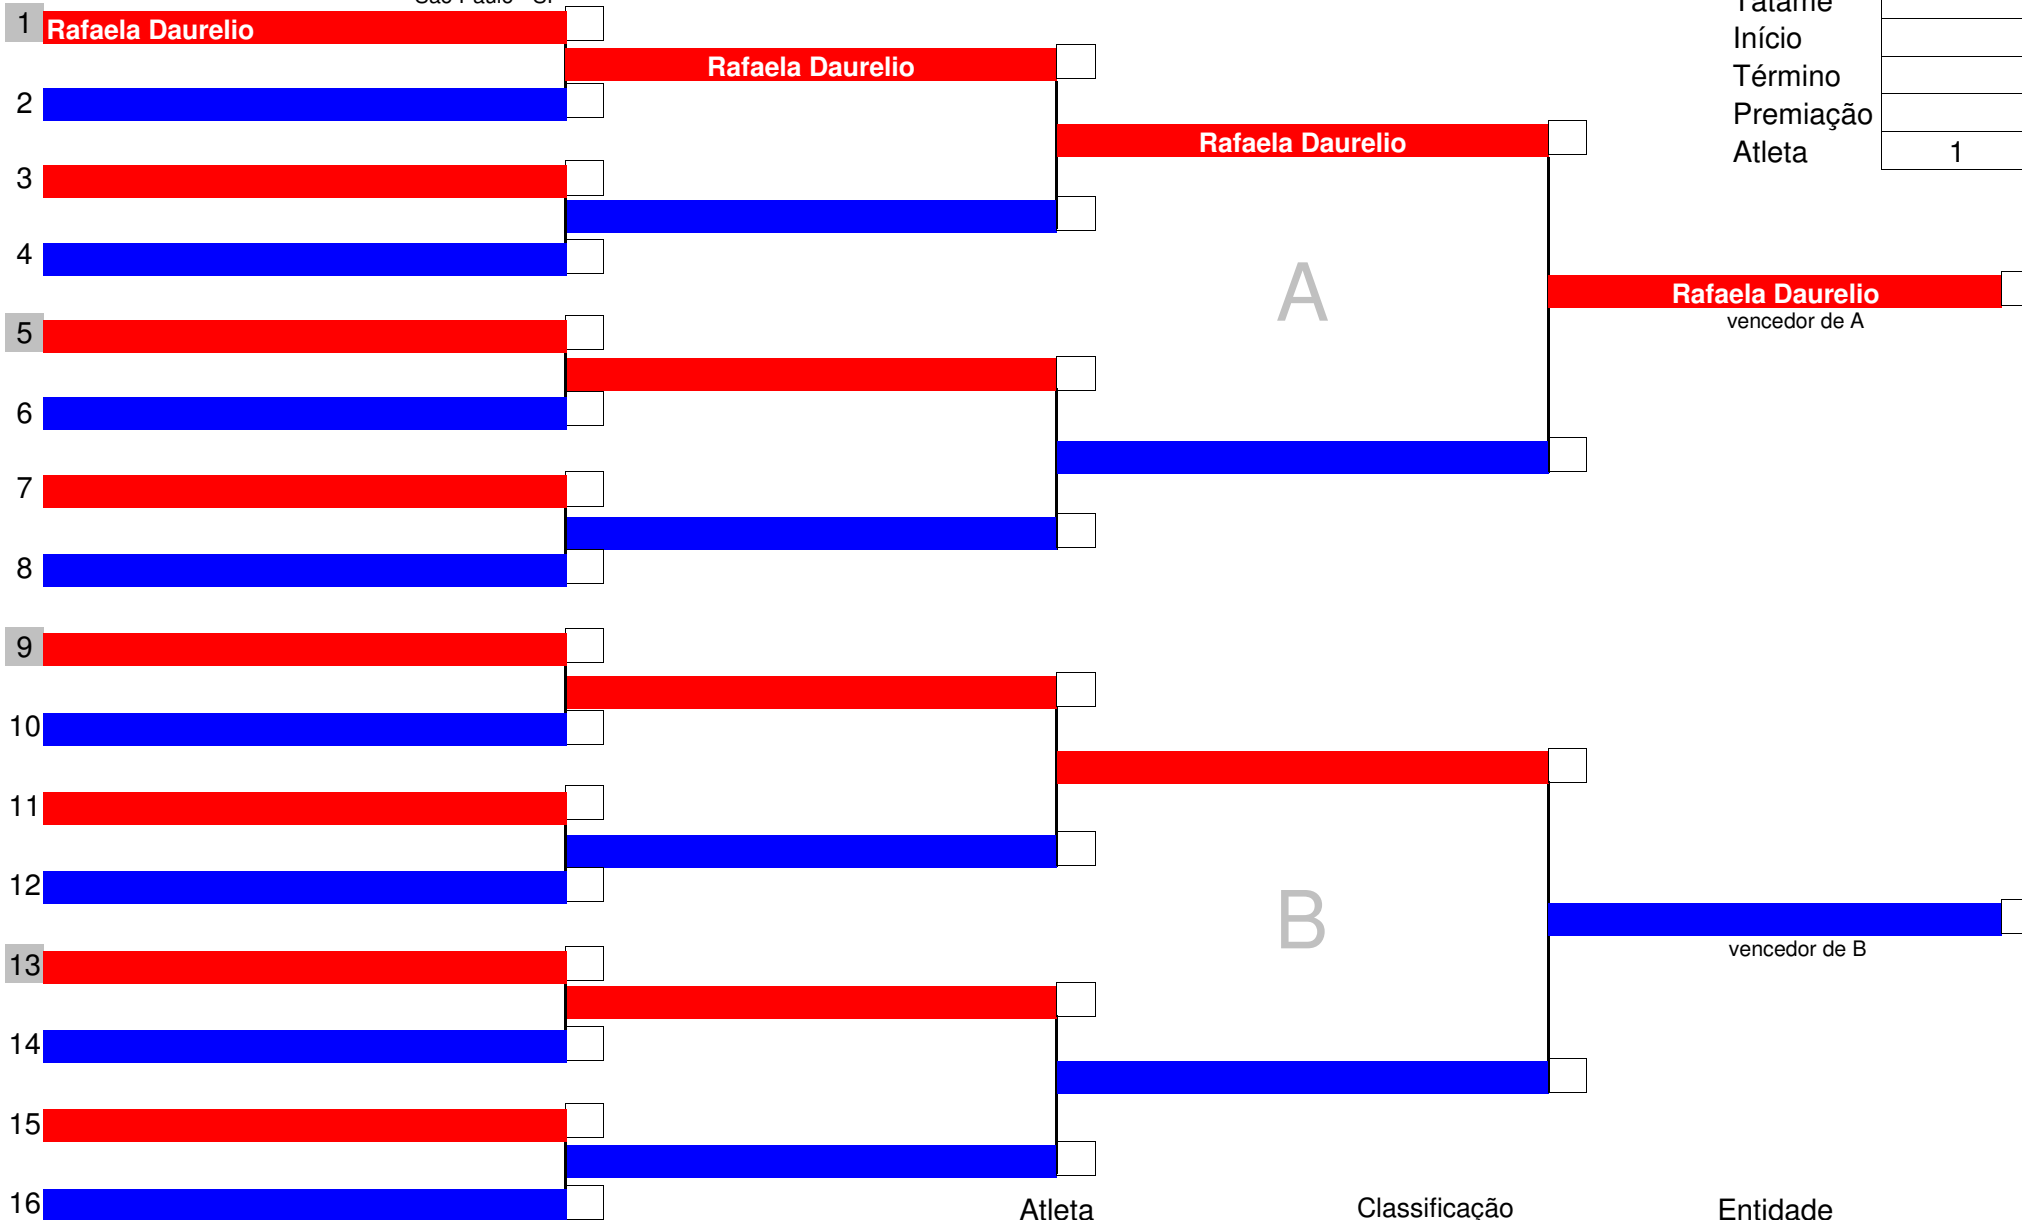 1 Rafaela Daurelio
Rafaela Daurelio
2
Rafaela Daurelio
3
4
Rafaela Daurelio
vencedor de A
A
5
6
7
8
9
10
11
12
B
vencedor de B
13
14
15
16
Início
Término
Premiação
Atleta 1
Atleta Classificação Entidade